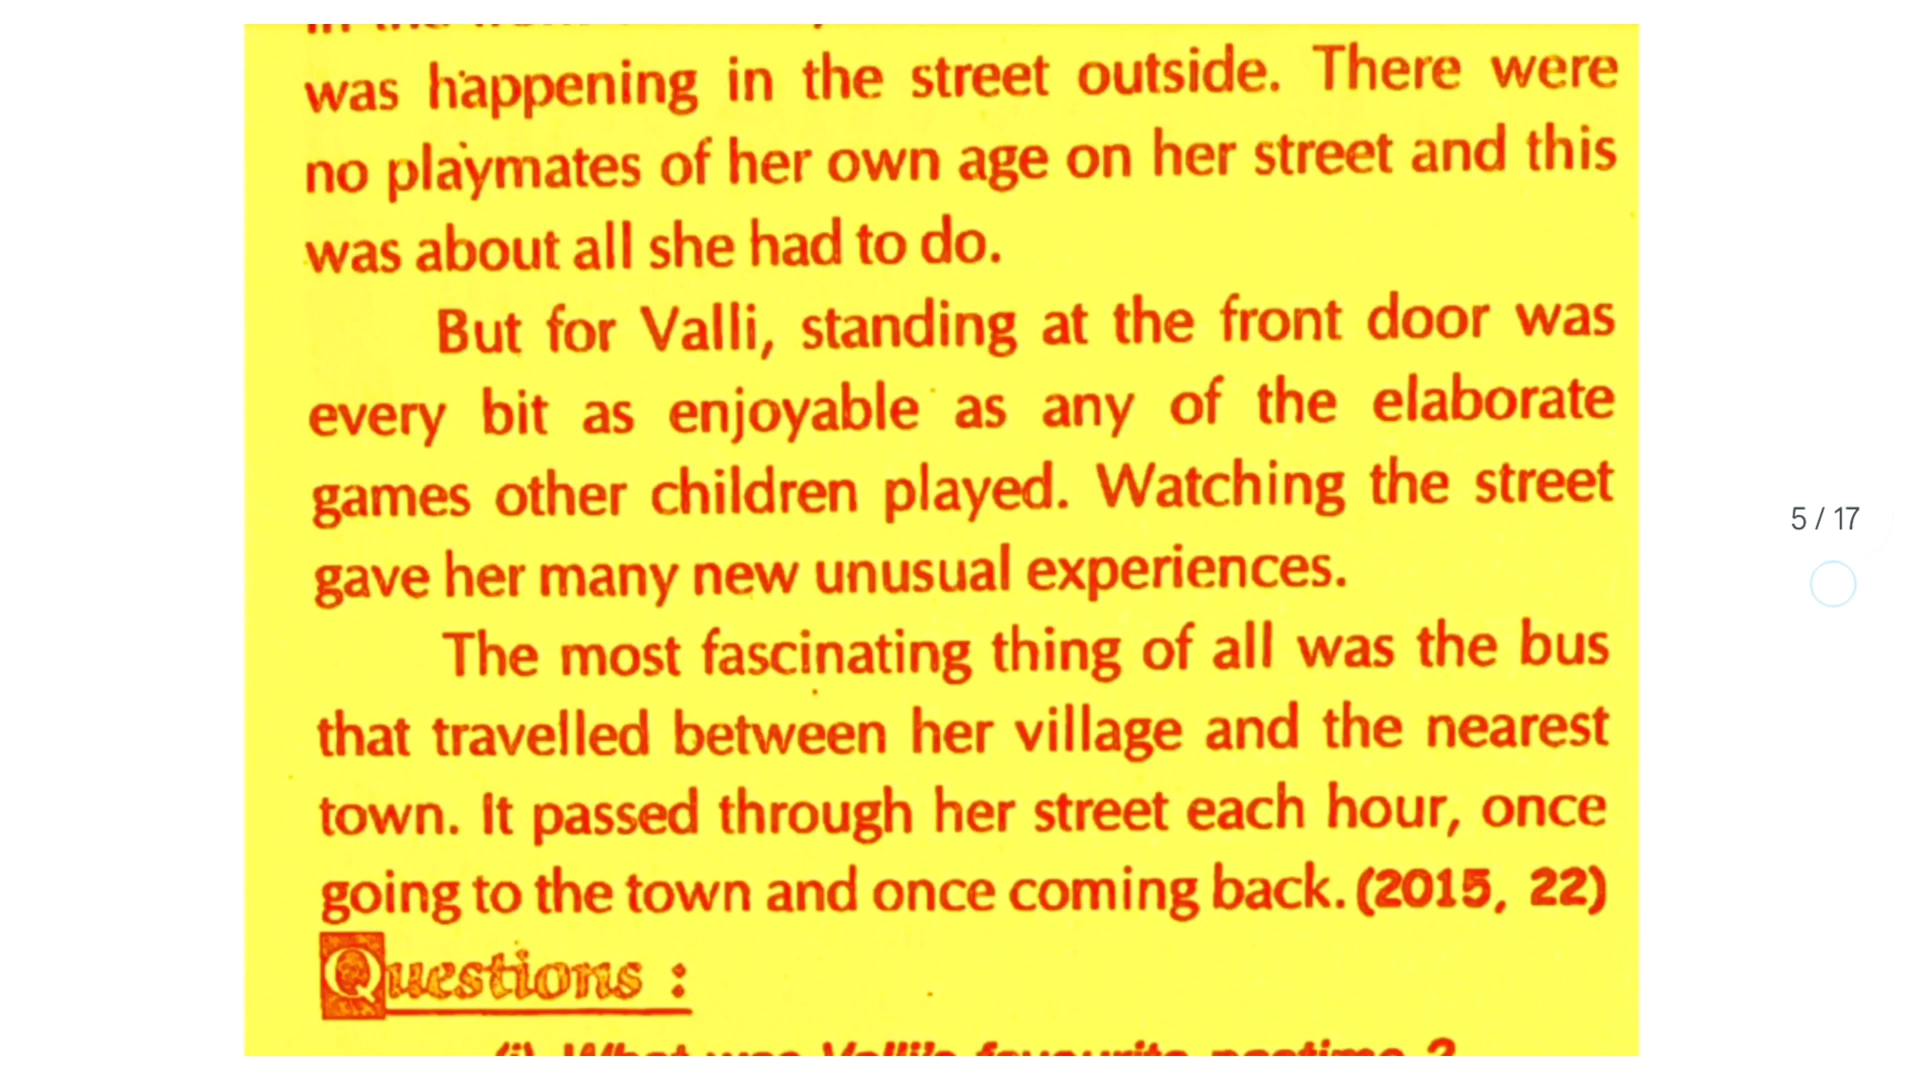 was happening in the street outside. There were
no playmates of her own age on her street and this
was about all she had to do.
But for Valli, standing at the front door was
every bit as enjoyable as any of the elaborate
games other children played. Watching the street
gave her many new unusual experiences.
The most fascinating thing of all was the bus
that travelled between her village and the nearest
town. It passed through her street each hour, once
going to the town and once coming back. (2015, 22)
Questions :
(i) What was Valli's favourite pastime ?
5 / 17